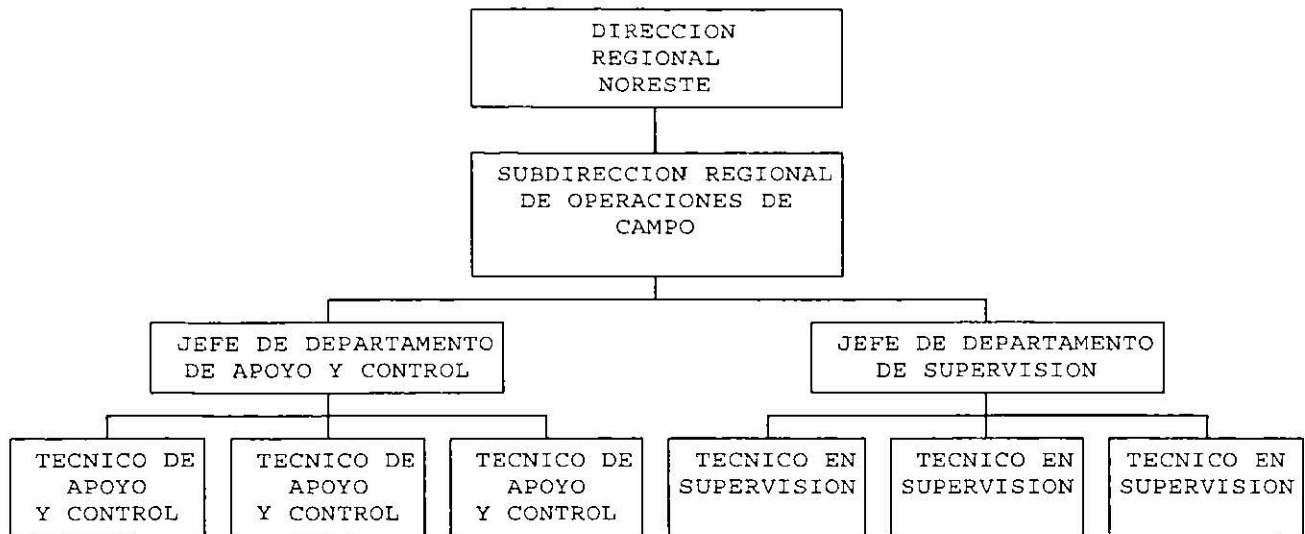 DIRECCION
REGIONAL
NORESTE
SUBDIRECCION REGIONAL
DE OPERACIONES DE
CAMPO
JEFE DE DEPARTAMENTO
DE APOYO Y CONTROL
JEFE DE DEPARTAMENTO
DE SUPERVISION
TECNICO DE
APOYO
Y CONTROL
TECNICO DE
APOYO
Y CONTROL
TECNICO DE
APOYO
Y CONTROL
TECNICO EN
SUPERVISION
TECNICO EN
SUPERVISION
TECNICO EN
SUPERVISION